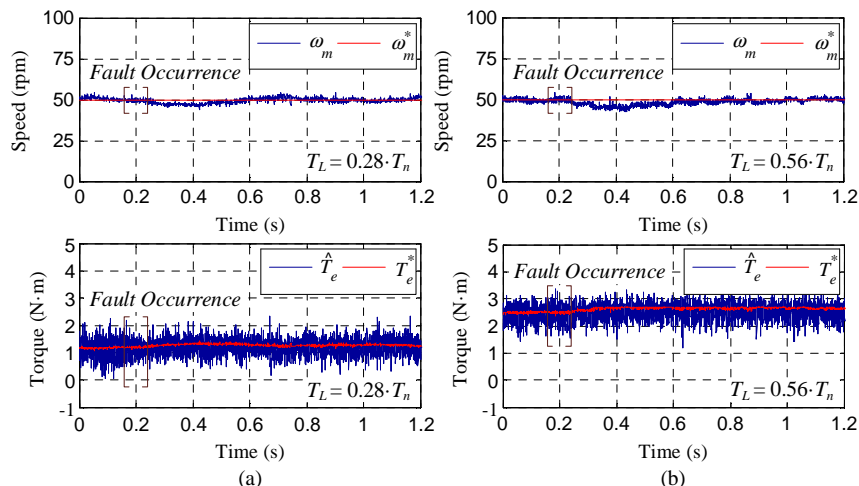 100
75
50
25
0
Speed (rpm)
ω_m ω_m^*
Fault Occurrence
T_L = 0.28·T_n
0 0.2 0.4 0.6 0.8 1 1.2
Time (s)
100
75
50
25
0
Speed (rpm)
ω_m ω_m^*
Fault Occurrence
T_L = 0.56·T_n
0 0.2 0.4 0.6 0.8 1 1.2
Time (s)
5
4
3
2
1
0
-1
Torque (N·m)
T̂_e T_e^*
Fault Occurrence
T_L = 0.28·T_n
0 0.2 0.4 0.6 0.8 1 1.2
Time (s)
(a)
5
4
3
2
1
0
-1
Torque (N·m)
T̂_e T_e^*
Fault Occurrence
T_L = 0.56·T_n
0 0.2 0.4 0.6 0.8 1 1.2
Time (s)
(b)